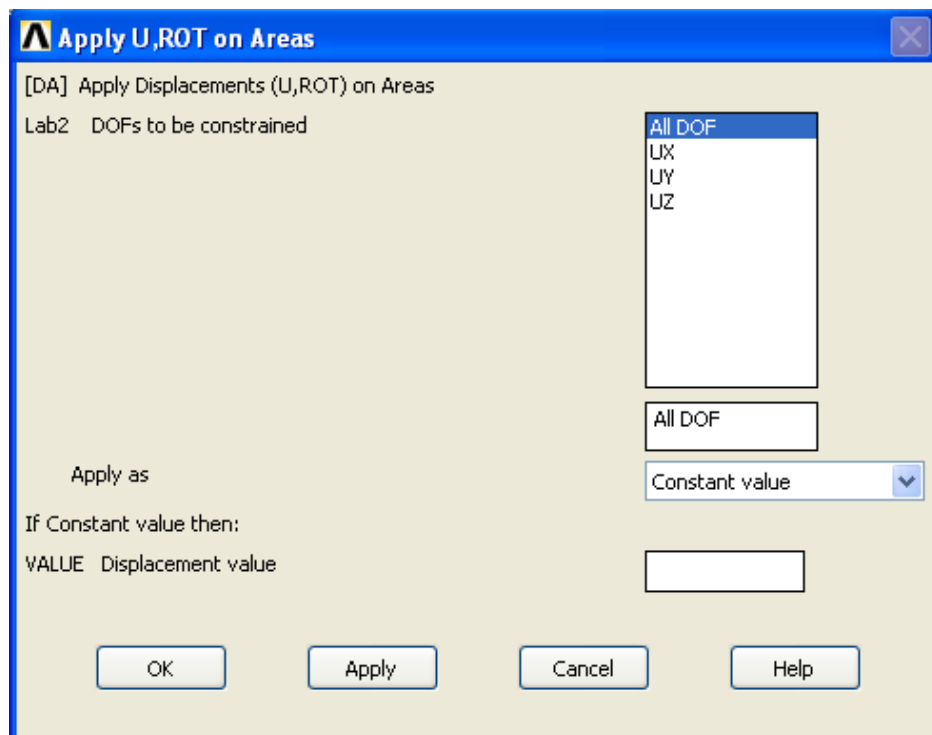 Apply U,ROT on Areas
[DA] Apply Displacements (U,ROT) on Areas
Lab2 DOFs to be constrained
All DOF
UX
UY
UZ
All DOF
Apply as
Constant value
If Constant value then:
VALUE Displacement value
OK
Apply
Cancel
Help